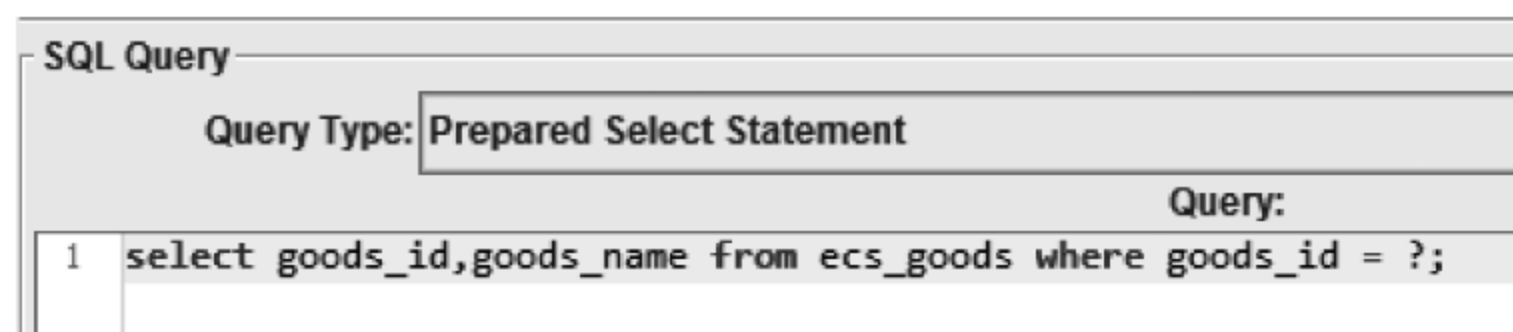 SQL Query
Query Type: Prepared Select Statement
Query:
1 select goods_id,goods_name from ecs_goods where goods_id = ?;